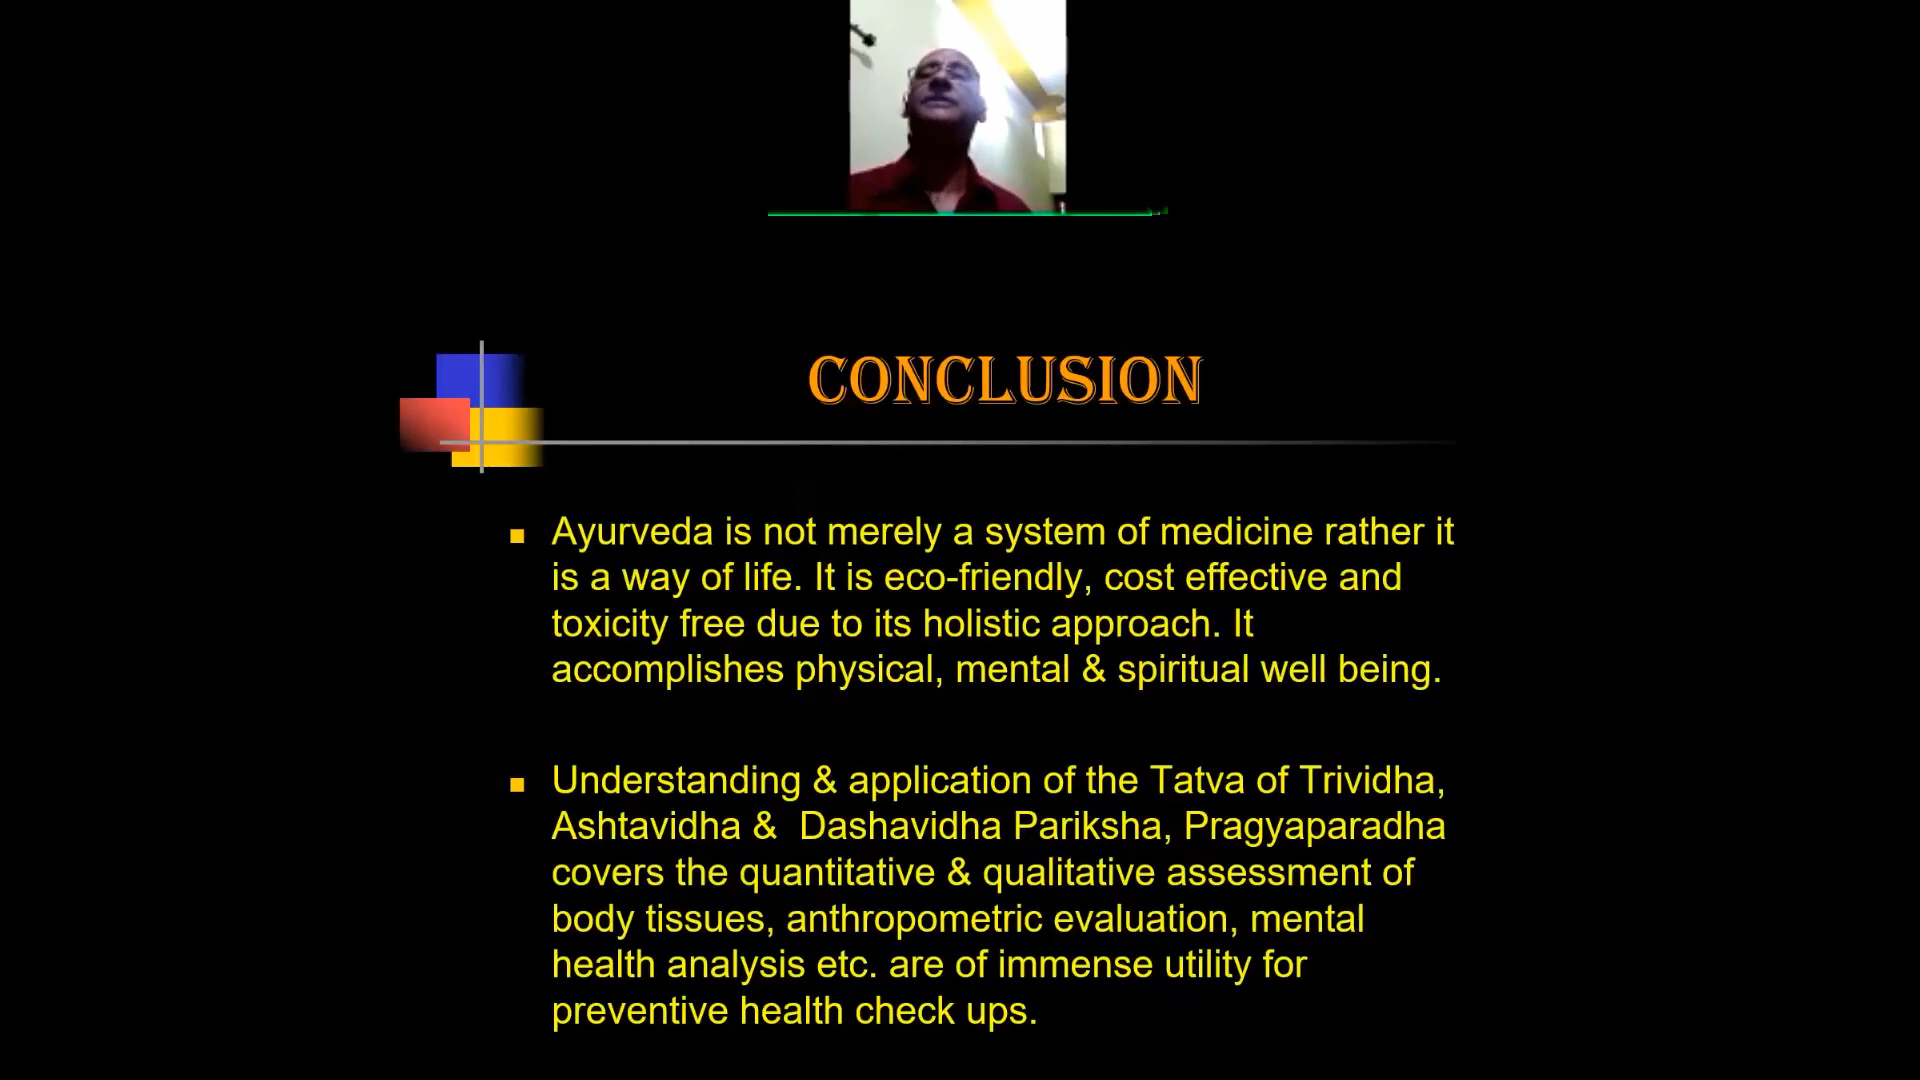 CONCLUSION
Ayurveda is not merely a system of medicine rather it
is a way of life. It is eco-friendly, cost effective and
toxicity free due to its holistic approach. It
accomplishes physical, mental & spiritual well being.
Understanding & application of the Tatva of Trividha,
Ashtavidha & Dashavidha Pariksha, Pragyaparadha
covers the quantitative & qualitative assessment of
body tissues, anthropometric evaluation, mental
health analysis etc. are of immense utility for
preventive health check ups.